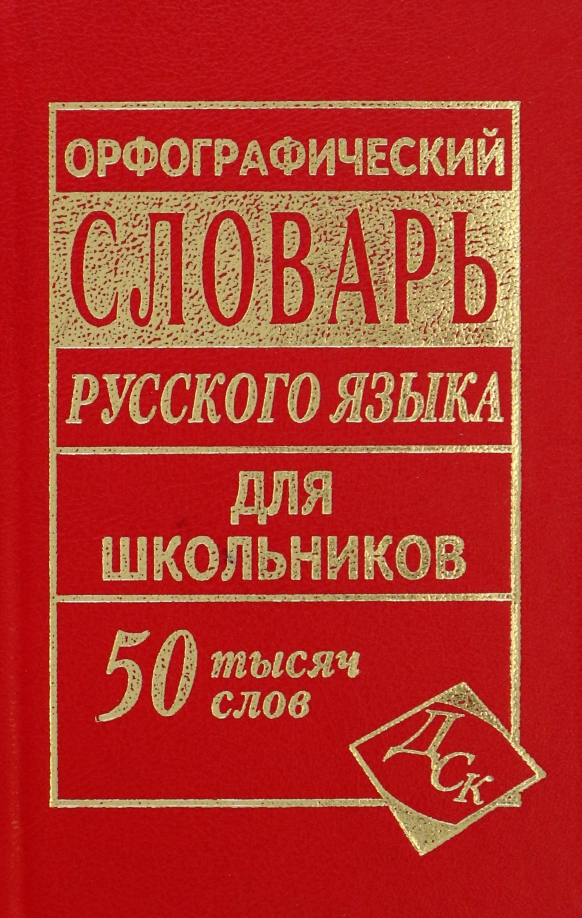 ОРФОГРАФИЧЕСКИЙ
СЛОВАРЬ
РУССКОГО ЯЗЫКА
ДЛЯ
ШКОЛЬНИКОВ
50 тысяч
слов
ДСК